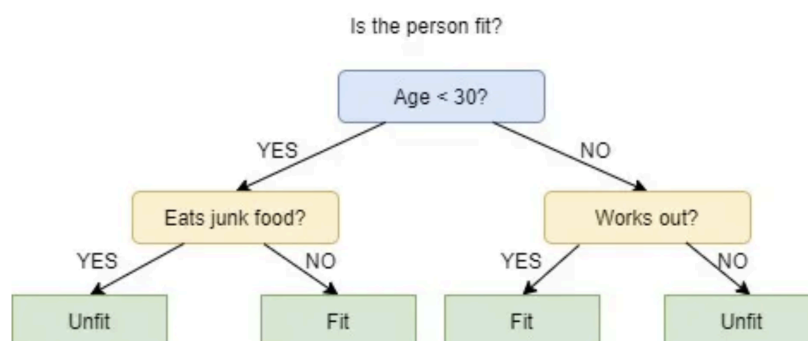 Is the person fit?
Age < 30?
YES
NO
Eats junk food?
Works out?
YES
NO
YES
NO
Unfit
Fit
Fit
Unfit